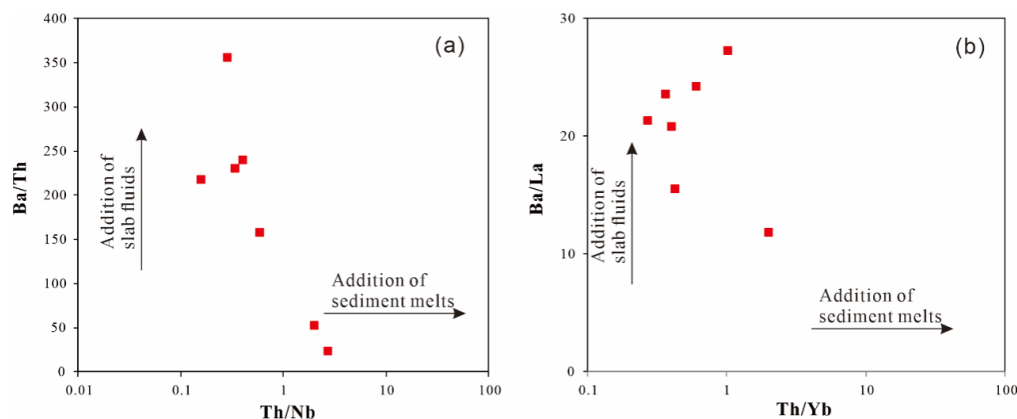 (a)
400
350
300
250
200
150
100
50
0
Ba/Th
Addition of
slab fluids
Addition of
sediment melts
0.01
0.1
1
10
100
Th/Nb
(b)
30
20
10
0
Ba/La
Addition of
slab fluids
Addition of
sediment melts
0.1
1
10
100
Th/Yb